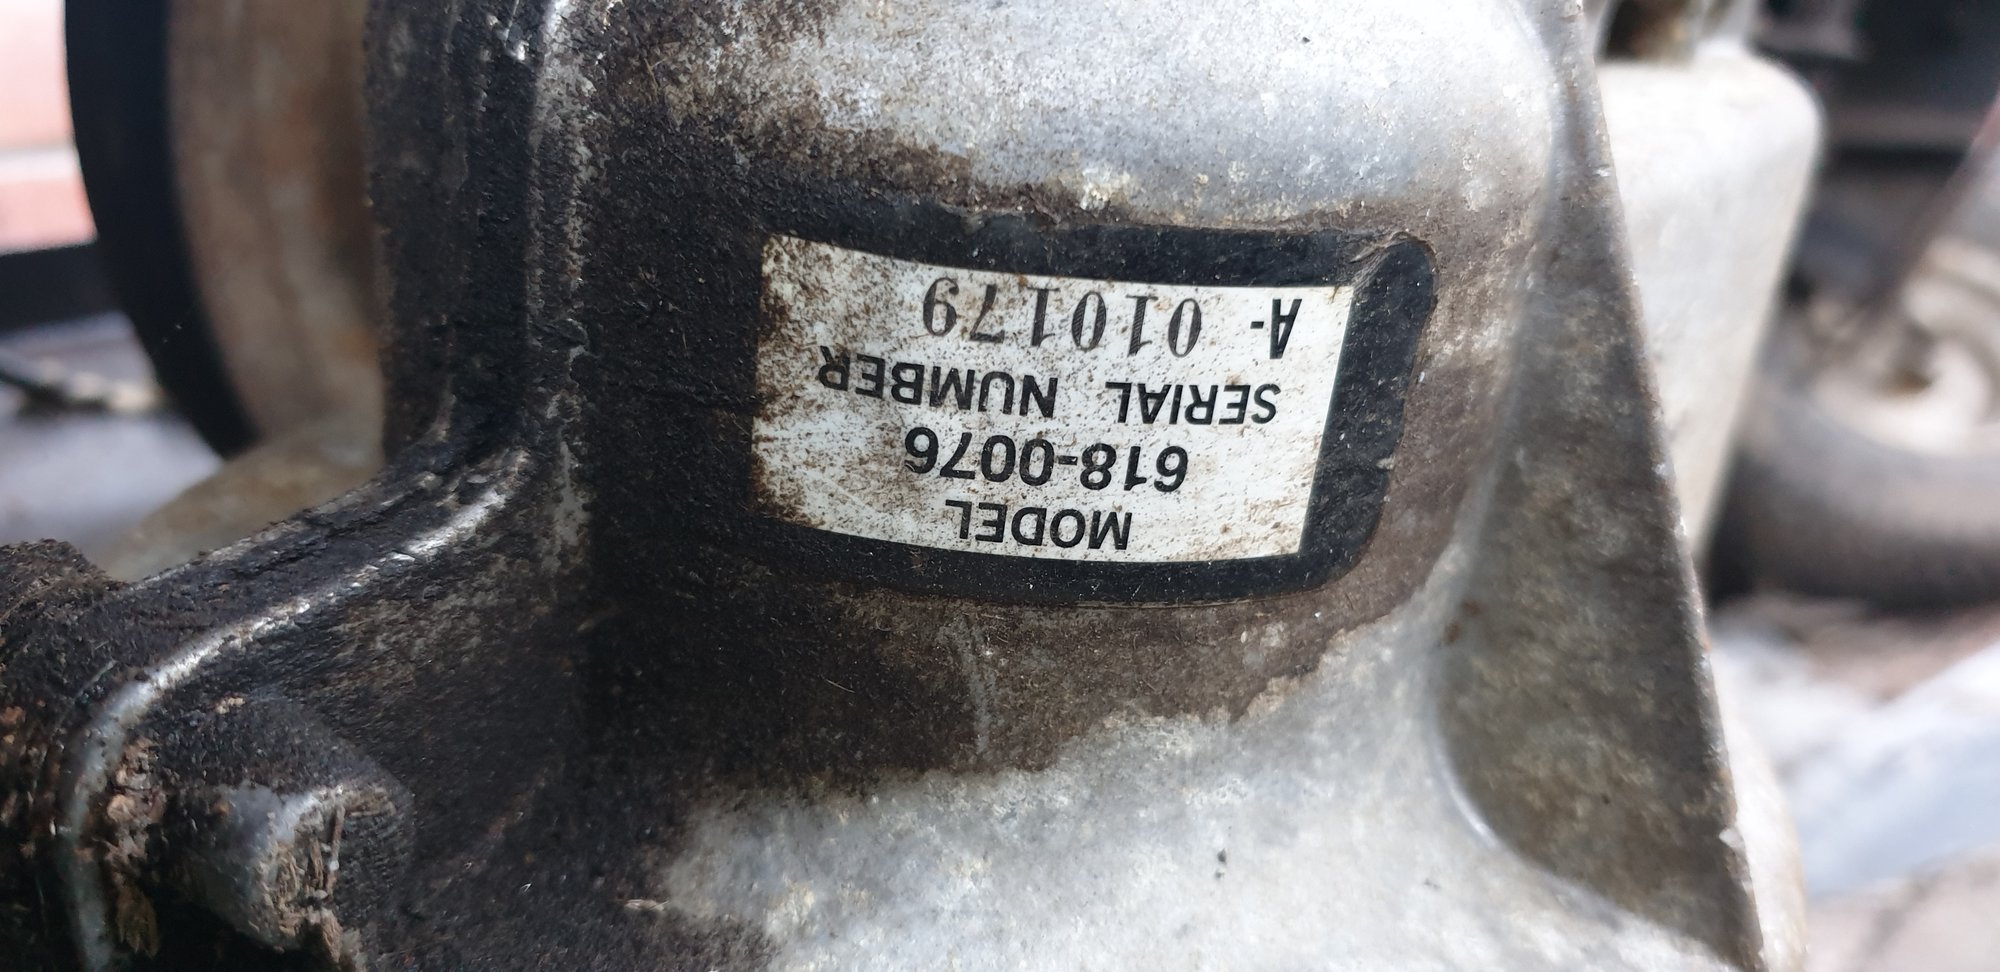 MODEL
618-0076
SERIAL NUMBER
A- 010179